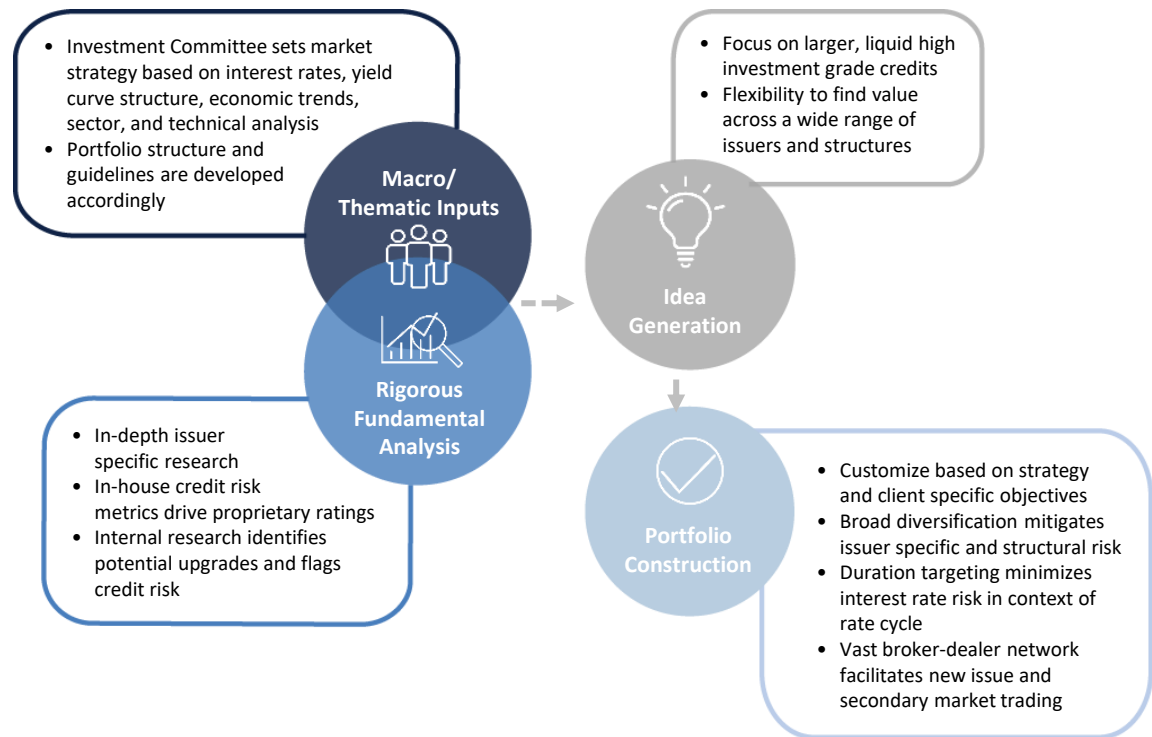 • Investment Committee sets market
strategy based on interest rates, yield
curve structure, economic trends,
sector, and technical analysis
• Portfolio structure and
guidelines are developed
accordingly
Macro/
Thematic Inputs
Rigorous
Fundamental
Analysis
• In-depth issuer
specific research
• In-house credit risk
metrics drive proprietary ratings
• Internal research identifies
potential upgrades and flags
credit risk
• Focus on larger, liquid high
investment grade credits
• Flexibility to find value
across a wide range of
issuers and structures
Idea
Generation
Portfolio
Construction
• Customize based on strategy
and client specific objectives
• Broad diversification mitigates
issuer specific and structural risk
• Duration targeting minimizes
interest rate risk in context of
rate cycle
• Vast broker-dealer network
facilitates new issue and
secondary market trading